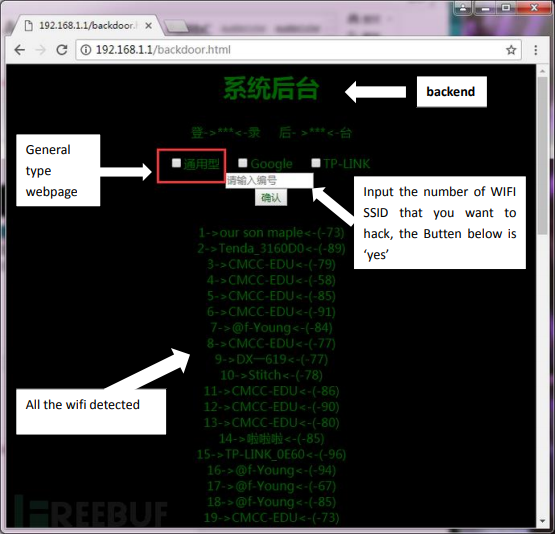 192.168.1.1/backdoor.h
192.168.1.1/backdoor.html
系统后台
backend
登->***<-录 后->***<-台
General
type
webpage
通用型 Google TP-LINK
请输入编号
确认
Input the number of WIFI
SSID that you want to
hack, the Butten below is
‘yes’
1->our son maple<-(-73)
2->Tenda_3160D0<-(-89)
3->CMCC-EDU<-(-79)
4->CMCC-EDU<-(-58)
5->CMCC-EDU<-(-85)
6->CMCC-EDU<-(-91)
7->@f-Young<-(-84)
8->CMCC-EDU<-(-77)
9->DX一619<-(-77)
10->Stitch<-(-78)
All the wifi detected
11->CMCC-EDU<-(-86)
12->CMCC-EDU<-(-90)
13->CMCC-EDU<-(-80)
14->啦啦啦<-(-85)
15->TP-LINK_0E60<-(-96)
16->@f-Young<-(-94)
17->@f-Young<-(-67)
18->@f-Young<-(-85)
19->CMCC-EDU<-(-73)
FREEBUF